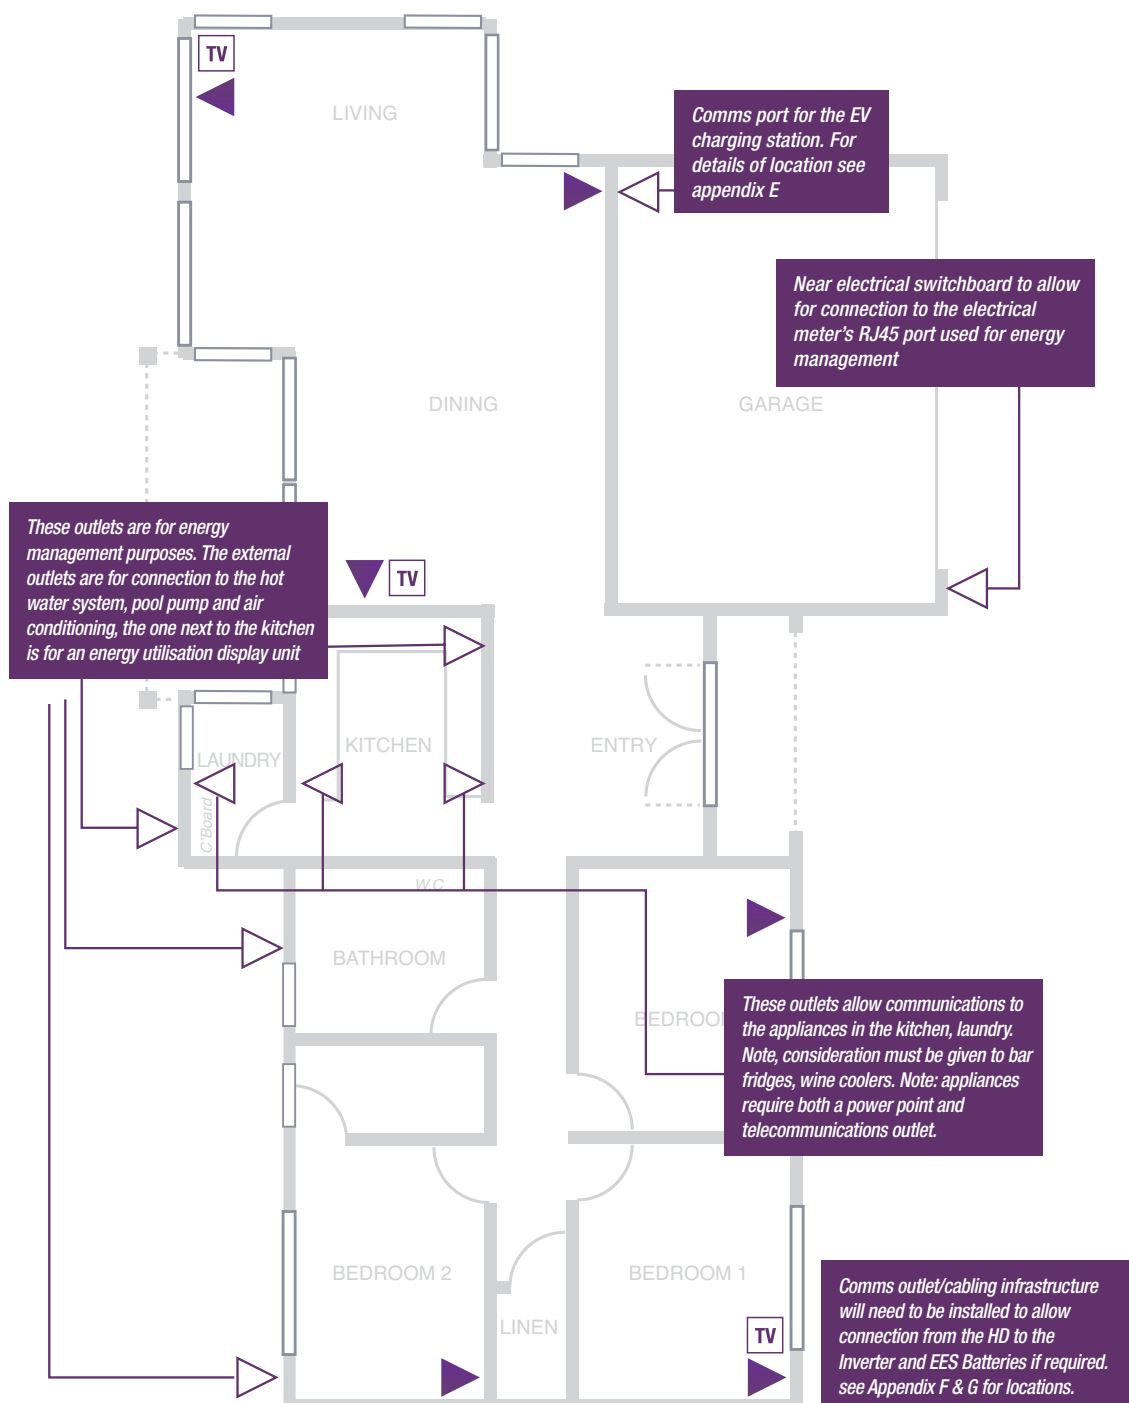 TV
LIVING
Comms port for the EV
charging station. For
details of location see
appendix E
Near electrical switchboard to allow
for connection to the electrical
meter's RJ45 port used for energy
management
DINING
GARAGE
These outlets are for energy
management purposes. The external
outlets are for connection to the hot
water system, pool pump and air
conditioning, the one next to the kitchen
is for an energy utilisation display unit
TV
LAUNDRY
KITCHEN
ENTRY
C'Board
W.C
BATHROOM
These outlets allow communications to
the appliances in the kitchen, laundry.
Note, consideration must be given to bar
fridges, wine coolers. Note: appliances
require both a power point and
telecommunications outlet.
BEDROOM 2
BEDROOM 1
LINEN
TV
Comms outlet/cabling infrastructure
will need to be installed to allow
connection from the HD to the
Inverter and EES Batteries if required.
see Appendix F & G for locations.